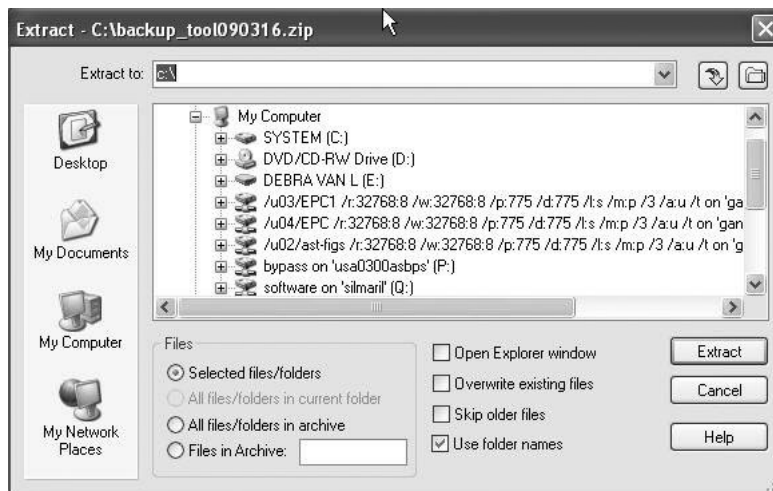 Extract - C:\backup_tool090316.zip
Extract to: c:\
Desktop
My Documents
My Computer
My Network Places
My Computer
SYSTEM (C:)
DVD/CD-RW Drive (D:)
DEBRA VAN L (E:)
/u03/EPC1 /r:32768:8 /w:32768:8 /p:775 /d:775 /l:s /m:p /3 /a:u /t on 'ga
/u04/EPC /r:32768:8 /w:32768:8 /p:775 /d:775 /l:s /m:p /3 /a:u /t on 'gan
/u02/ast-figs /r:32768:8 /w:32768:8 /p:775 /d:775 /l:s /m:p /3 /a:u /t on 'g
bypass on 'usa0300asbps' (P:)
software on 'silmaril' (Q:)
Files
Selected files/folders
All files/folders in current folder
All files/folders in archive
Files in Archive:
Open Explorer window
Overwrite existing files
Skip older files
Use folder names
Extract
Cancel
Help